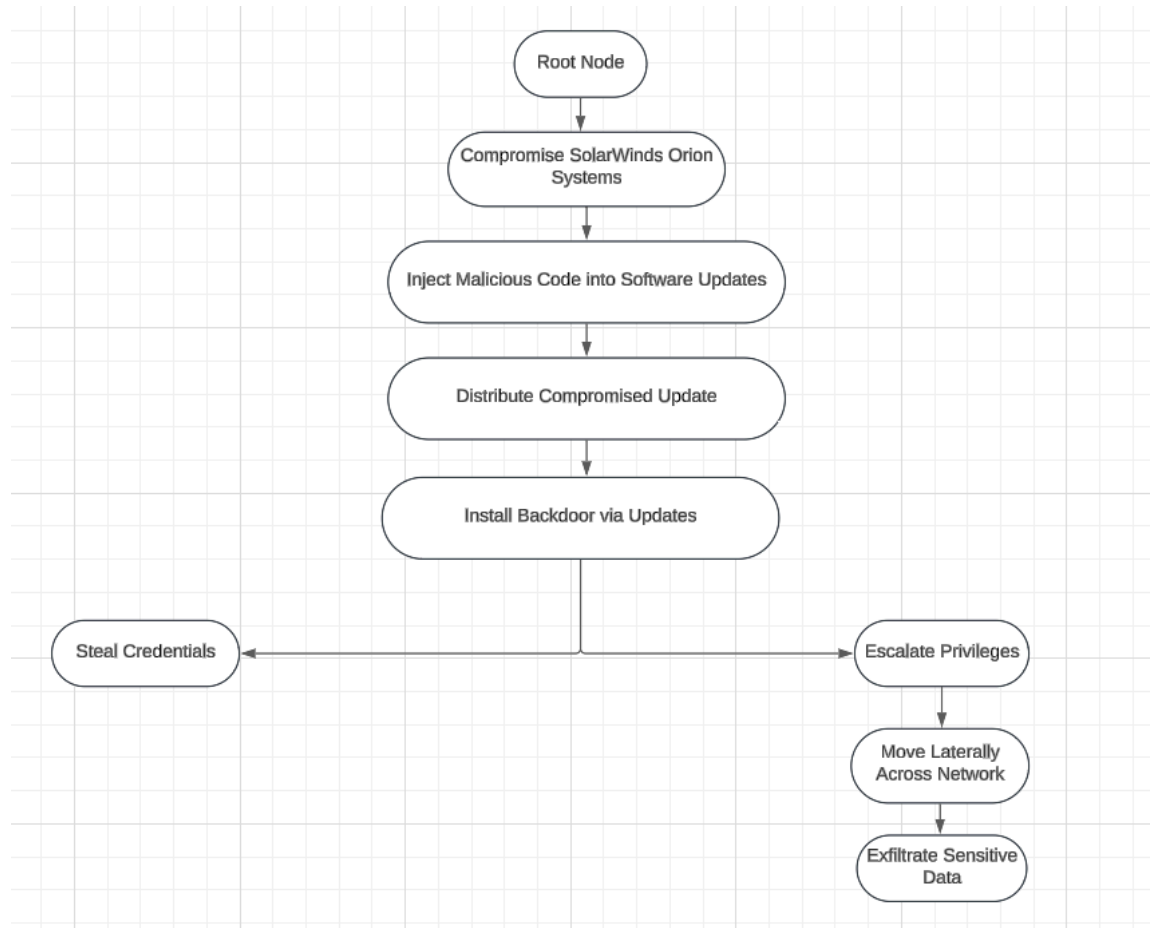 Root Node
Compromise SolarWinds Orion
Systems
Inject Malicious Code into Software Updates
Distribute Compromised Update
Install Backdoor via Updates
Steal Credentials
Escalate Privileges
Move Laterally
Across Network
Exfiltrate Sensitive
Data